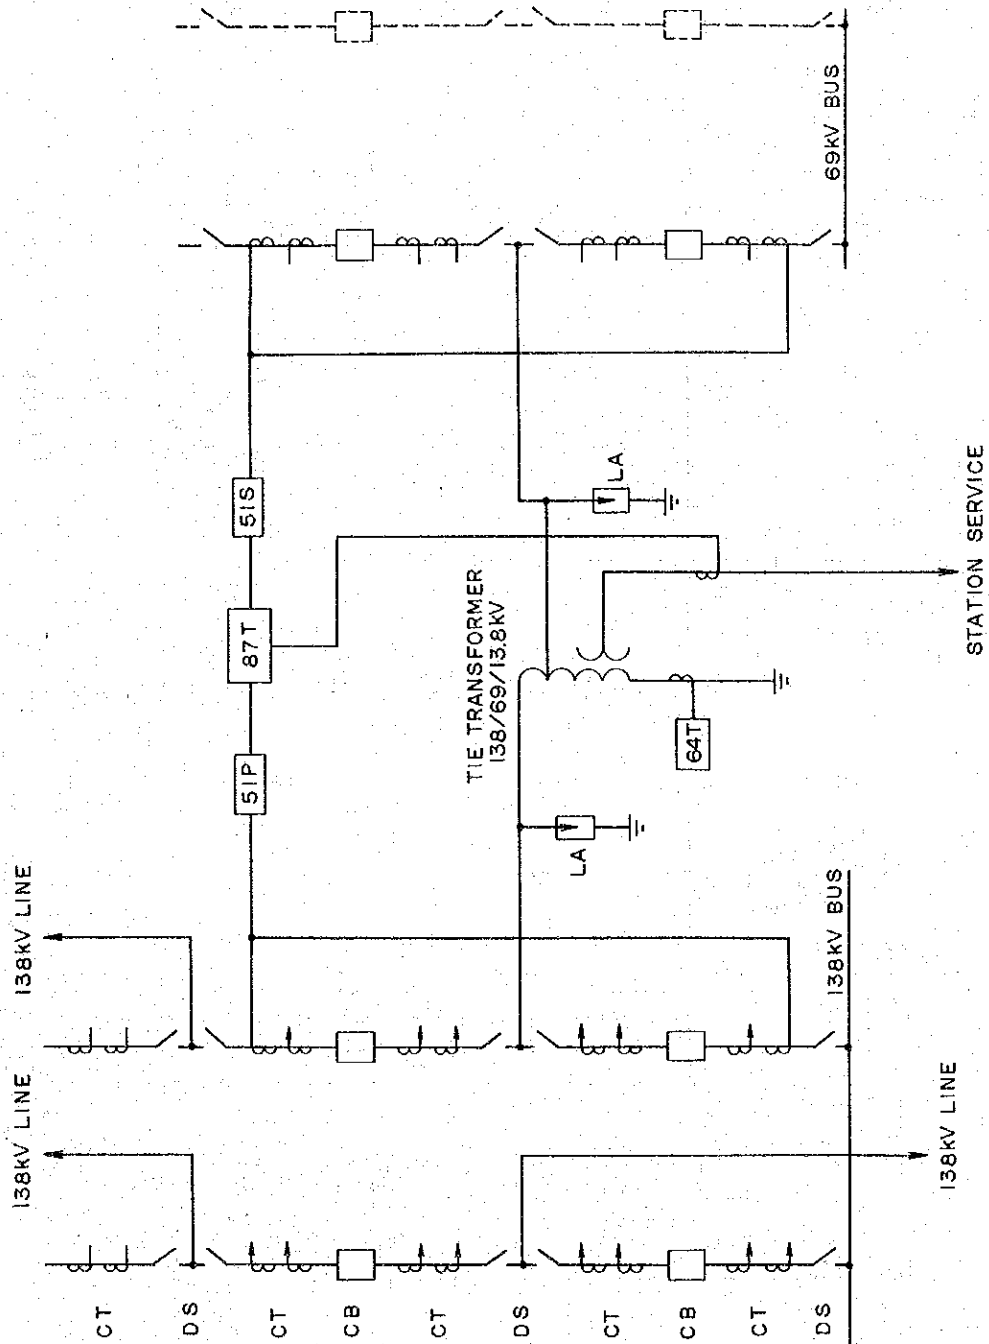 69kV BUS
51S
LA
87T
TIE TRANSFORMER
138/69/13.8kV
STATION SERVICE
51P
64T
LA
138kV LINE
138kV BUS
138kV LINE
138kV LINE
CT
DS
CT
CB
CT
DS
CT
CB
CT
DS